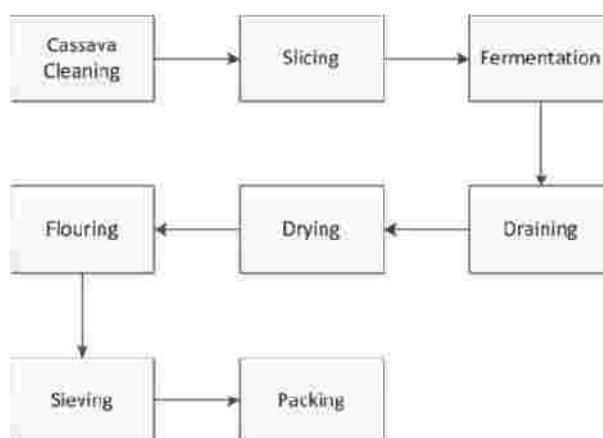 Cassava
Cleaning
Slicing
Fermentation
Flouring
Drying
Draining
Sieving
Packing